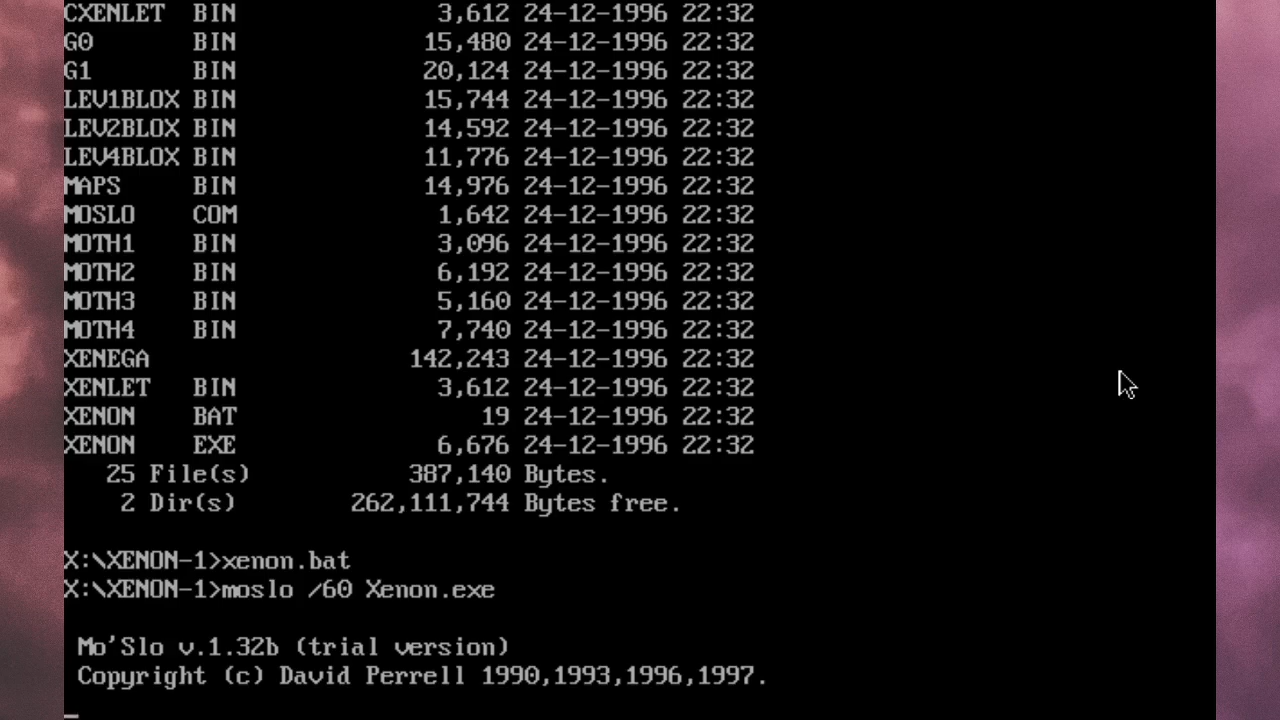 CXENLET BIN 3,612 24-12-1996 22:32
G0 BIN 15,480 24-12-1996 22:32
G1 BIN 20,124 24-12-1996 22:32
LEV1BLOX BIN 15,744 24-12-1996 22:32
LEV2BLOX BIN 14,592 24-12-1996 22:32
LEV4BLOX BIN 11,776 24-12-1996 22:32
MAPS BIN 14,976 24-12-1996 22:32
MOSLO COM 1,642 24-12-1996 22:32
MOTH1 BIN 3,096 24-12-1996 22:32
MOTH2 BIN 6,192 24-12-1996 22:32
MOTH3 BIN 5,160 24-12-1996 22:32
MOTH4 BIN 7,740 24-12-1996 22:32
XENEGA 142,243 24-12-1996 22:32
XENLET BIN 3,612 24-12-1996 22:32
XENON BAT 19 24-12-1996 22:32
XENON EXE 6,676 24-12-1996 22:32
25 File(s) 387,140 Bytes.
2 Dir(s) 262,111,744 Bytes free.
X:\XENON-1>xenon.bat
X:\XENON-1>moslo /60 Xenon.exe
Mo'Slo v.1.32b (trial version)
Copyright (c) David Perrell 1990,1993,1996,1997.